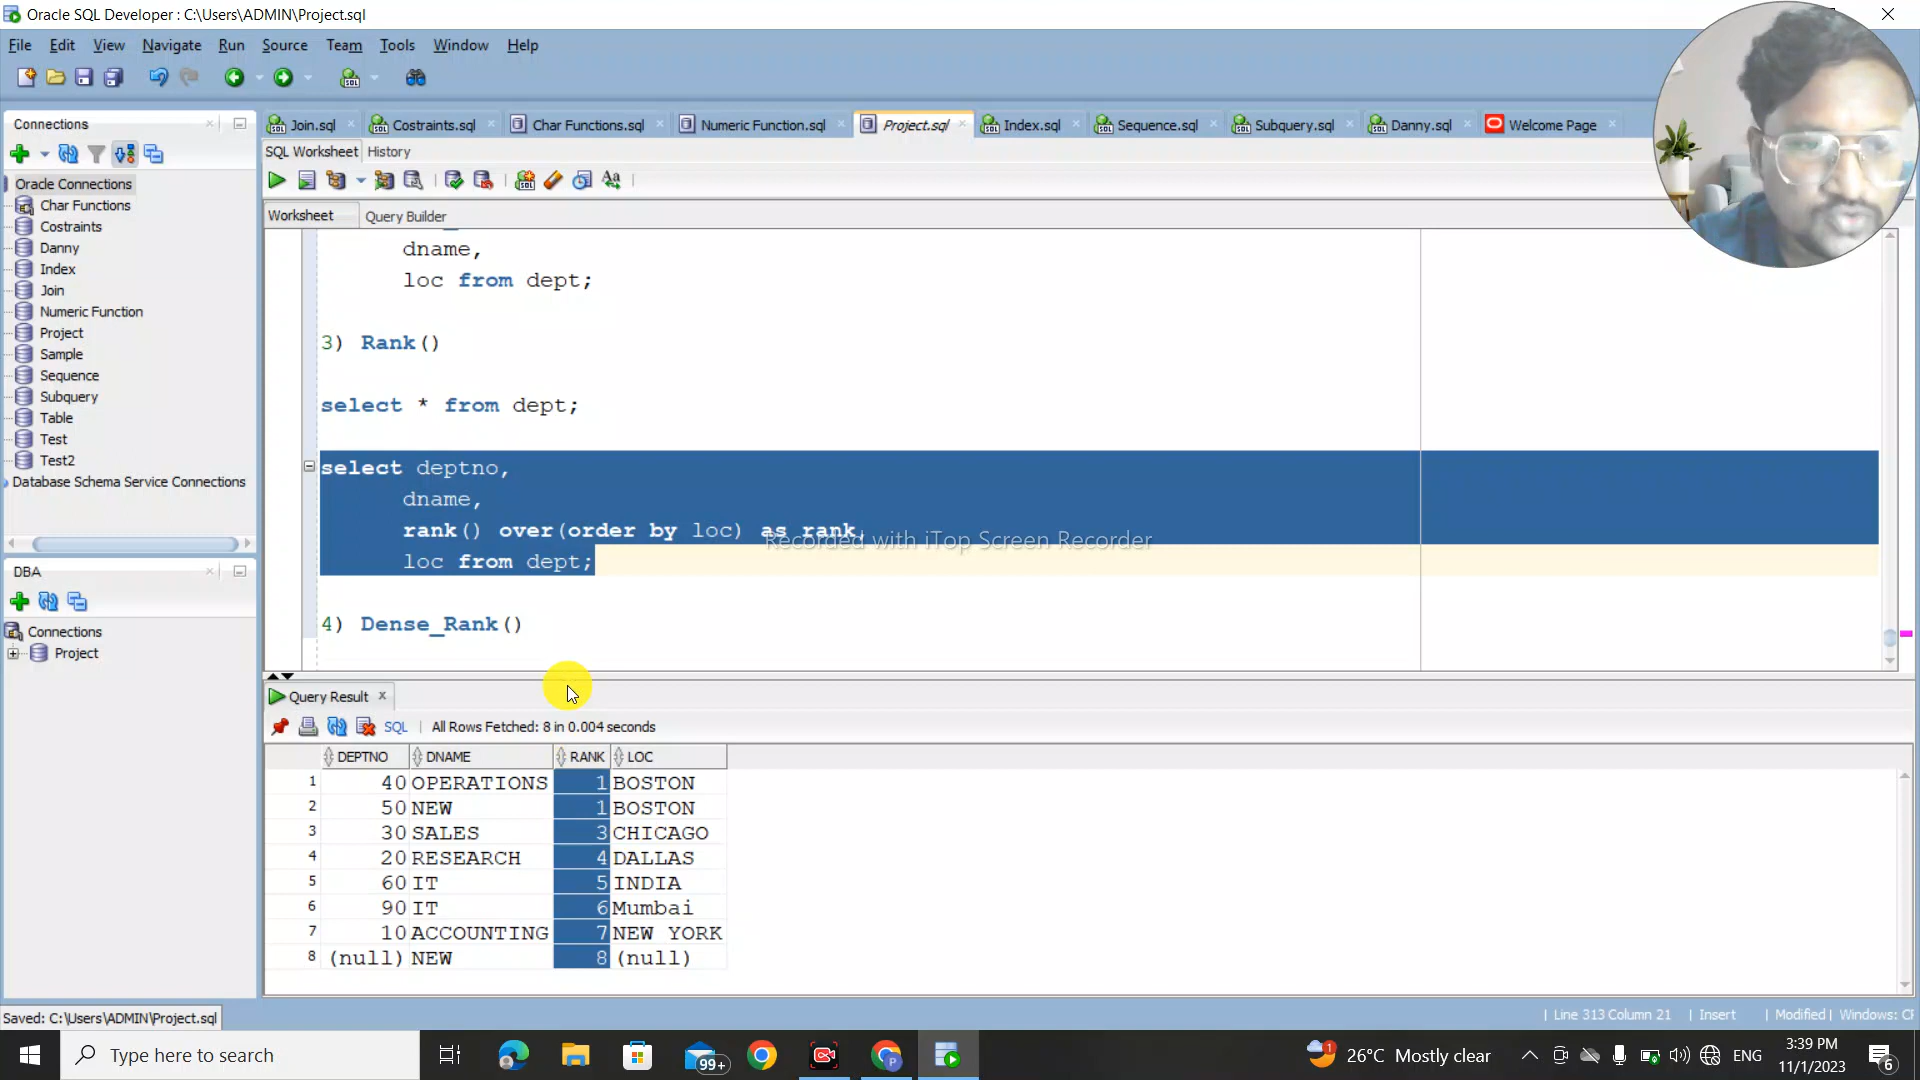 Oracle SQL Developer : C:\Users\ADMIN\Project.sql
File Edit View Navigate Run Source Team Tools Window Help
Connections
Join.sql Costraints.sql Char Functions.sql Numeric Function.sql Project.sql Index.sql Sequence.sql Subquery.sql Danny.sql Welcome Page
SQL Worksheet History
Worksheet Query Builder
Oracle Connections
Char Functions
Costraints
Danny
Index
Join
Numeric Function
Project
Sample
Sequence
Subquery
Table
Test
Test2
Database Schema Service Connections
DBA
Connections
Project
dname,
loc from dept;
3) Rank()
select * from dept;
select deptno,
dname,
rank() over(order by loc) as rank,
loc from dept;
Recorded with iTop Screen Recorder
4) Dense_Rank()
Query Result
SQL | All Rows Fetched: 8 in 0.004 seconds
DEPTNO DNAME RANK LOC
1 40 OPERATIONS 1 BOSTON
2 50 NEW 1 BOSTON
3 30 SALES 3 CHICAGO
4 20 RESEARCH 4 DALLAS
5 60 IT 5 INDIA
6 90 IT 6 Mumbai
7 10 ACCOUNTING 7 NEW YORK
8 (null) NEW 8 (null)
Saved: C:\Users\ADMIN\Project.sql
| Line 313 Column 21 | Insert | Modified | Windows: CF
Type here to search
99+
26°C Mostly clear
ENG
3:39 PM
11/1/2023
6